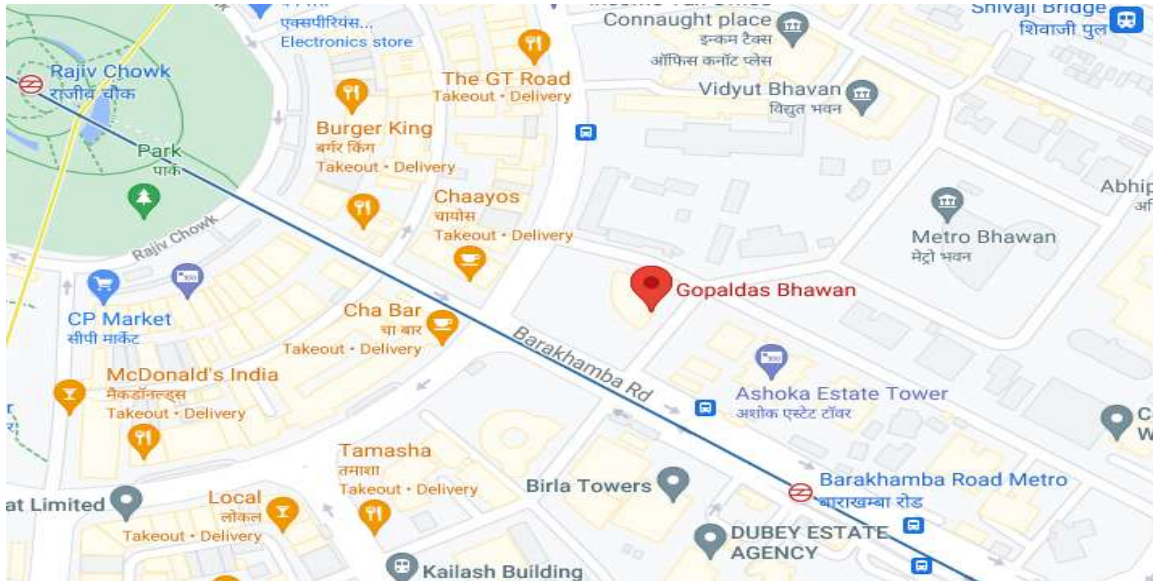 Connaught place
इन्कम टैक्स
ऑफिस कनॉट प्लेस
Shivaji Bridge
शिवाजी पुल
एक्सपीरियंस...
Electronics store
Rajiv Chowk
राजीव चौक
The GT Road
Takeout • Delivery
Vidyut Bhavan
विद्युत भवन
Burger King
बर्गर किंग
Takeout • Delivery
Park
पार्क
Chaayos
चायोस
Takeout • Delivery
Rajiv Chowk
Metro Bhawan
मेट्रो भवन
Gopaldas Bhawan
CP Market
सीपी मार्केट
Cha Bar
चा बार
Takeout • Delivery
Barakhamba Rd
McDonald's India
मैकडॉनल्ड्स
Takeout • Delivery
Ashoka Estate Tower
अशोक एस्टेट टॉवर
Tamasha
तमाशा
Takeout • Delivery
Birla Towers
Barakhamba Road Metro
बाराखम्बा रोड
at Limited
Local
लोकल
Takeout • Delivery
DUBEY ESTATE
AGENCY
Kailash Building